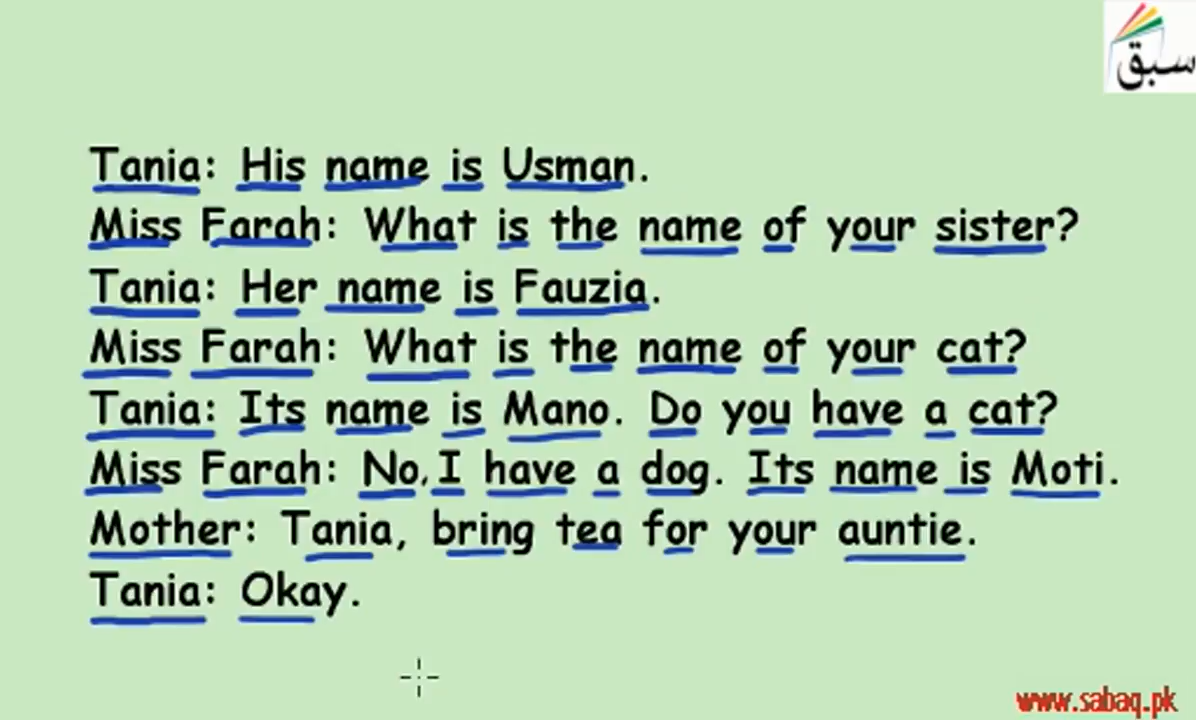 سبق
Tania: His name is Usman.
Miss Farah: What is the name of your sister?
Tania: Her name is Fauzia.
Miss Farah: What is the name of your cat?
Tania: Its name is Mano. Do you have a cat?
Miss Farah: No, I have a dog. Its name is Moti.
Mother: Tania, bring tea for your auntie.
Tania: Okay.
www.sabaq.pk